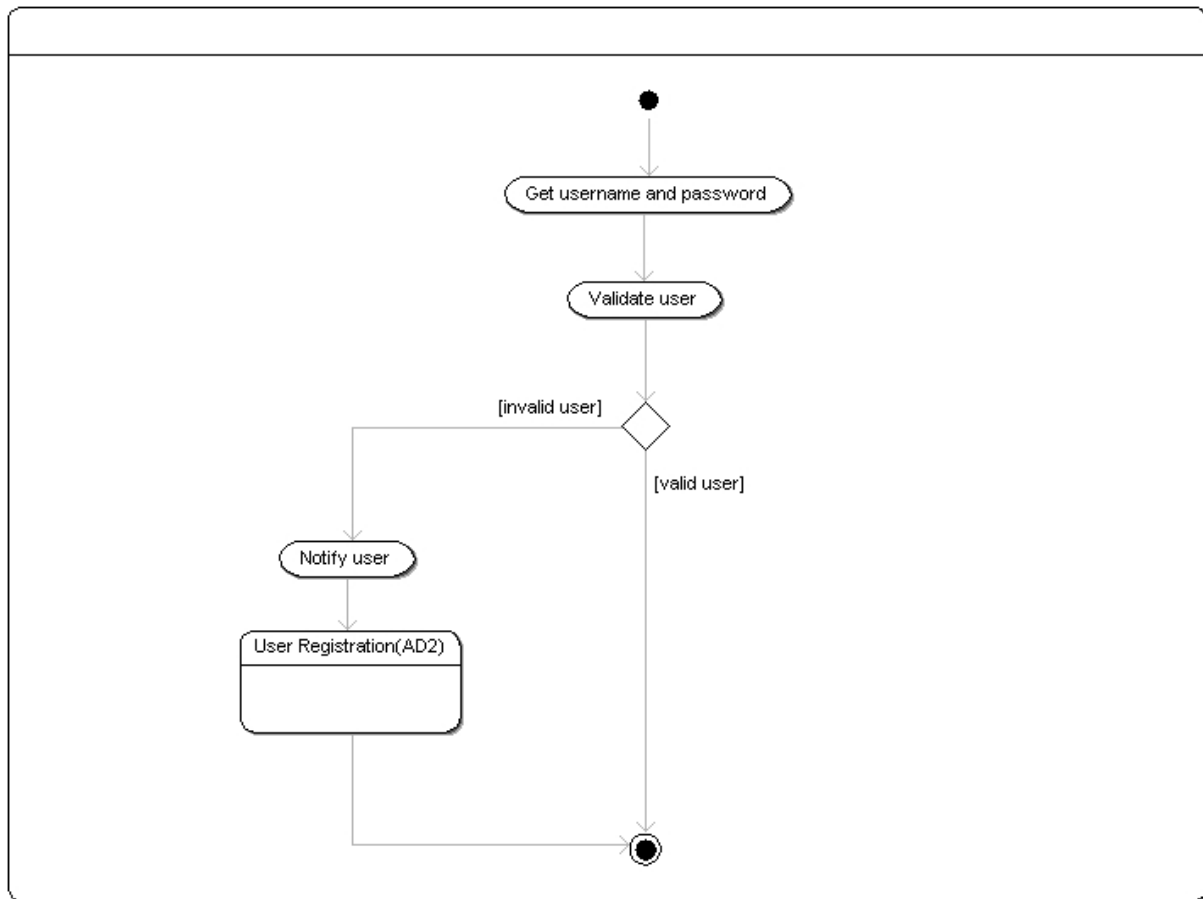 Get username and password
Validate user
[invalid user]
[valid user]
Notify user
User Registration(AD2)